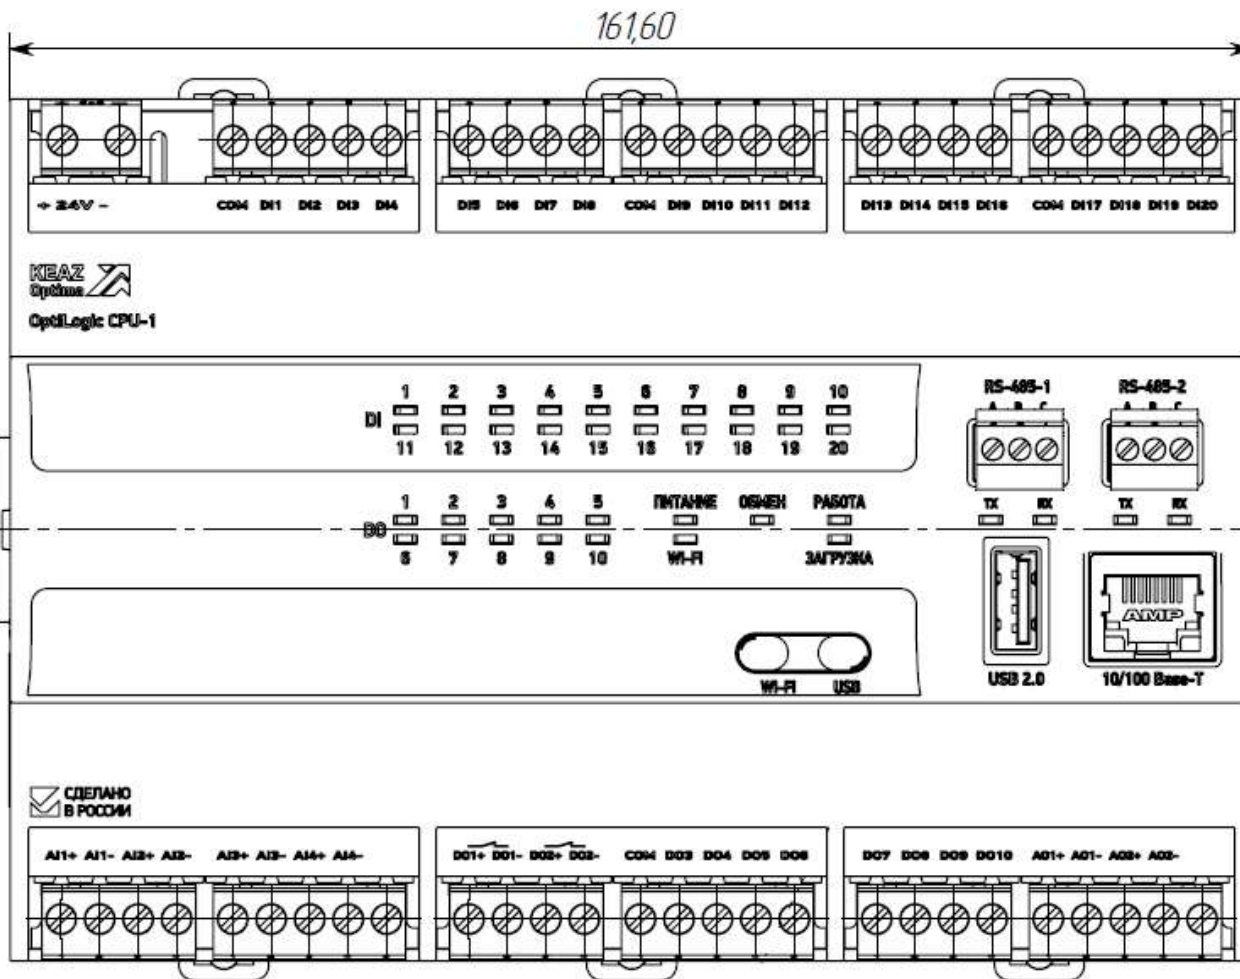 161,60
+ 24V - COM DI1 DI2 DI3 DI4 DI5 DI6 DI7 DI8 COM DI9 DI10 DI11 DI12 DI13 DI14 DI15 DI16 COM DI17 DI18 DI19 DI20
KEAZ
Optima
OptiLogic CPU-1
1 2 3 4 5 6 7 8 9 10
DI
11 12 13 14 15 16 17 18 19 20
RS-485-1 RS-485-2
A B C A B C
1 2 3 4 5 ПИТАНИЕ ОБМЕН РАБОТА
DO
6 7 8 9 10 WI-FI ЗАГРУЗКА
TX RX TX RX
AMP
WI-FI USB
USB 2.0 10/100 Base-T
СДЕЛАНО
В РОССИИ
AI1+ AI1- AI2+ AI2- AI3+ AI3- AI4+ AI4- DO1+ DO1- DO2+ DO2- COM DO3 DO4 DO5 DO6 DO7 DO8 DO9 DO10 AO1+ AO1- AO2+ AO2-